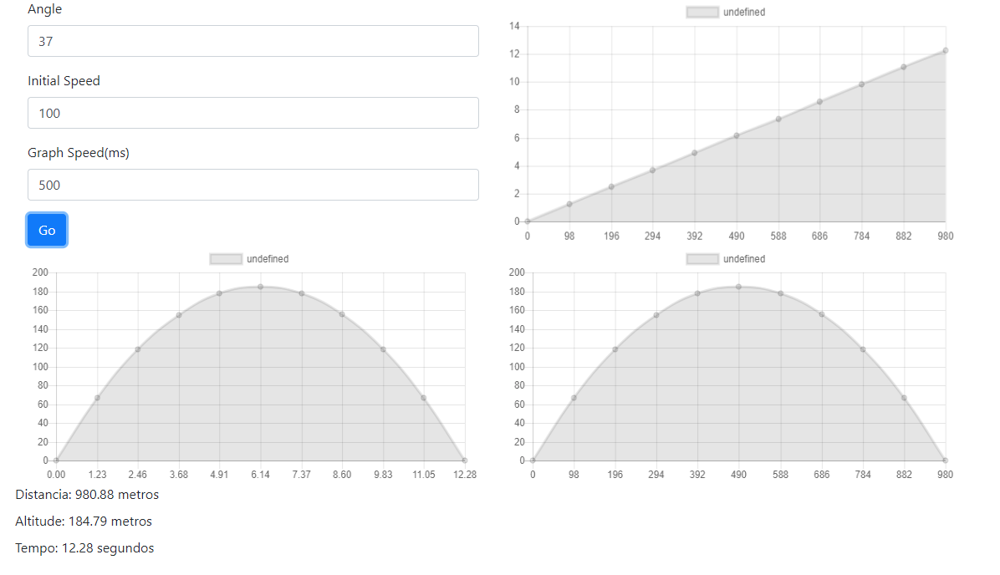 Angle
37
Initial Speed
100
Graph Speed(ms)
500
Go
undefined
14
12
10
8
6
4
2
0
0 98 196 294 392 490 588 686 784 882 980
undefined
200
180
160
140
120
100
80
60
40
20
0
0.00 1.23 2.46 3.68 4.91 6.14 7.37 8.60 9.83 11.05 12.28
undefined
200
180
160
140
120
100
80
60
40
20
0
0 98 196 294 392 490 588 686 784 882 980
Distancia: 980.88 metros
Altitude: 184.79 metros
Tempo: 12.28 segundos